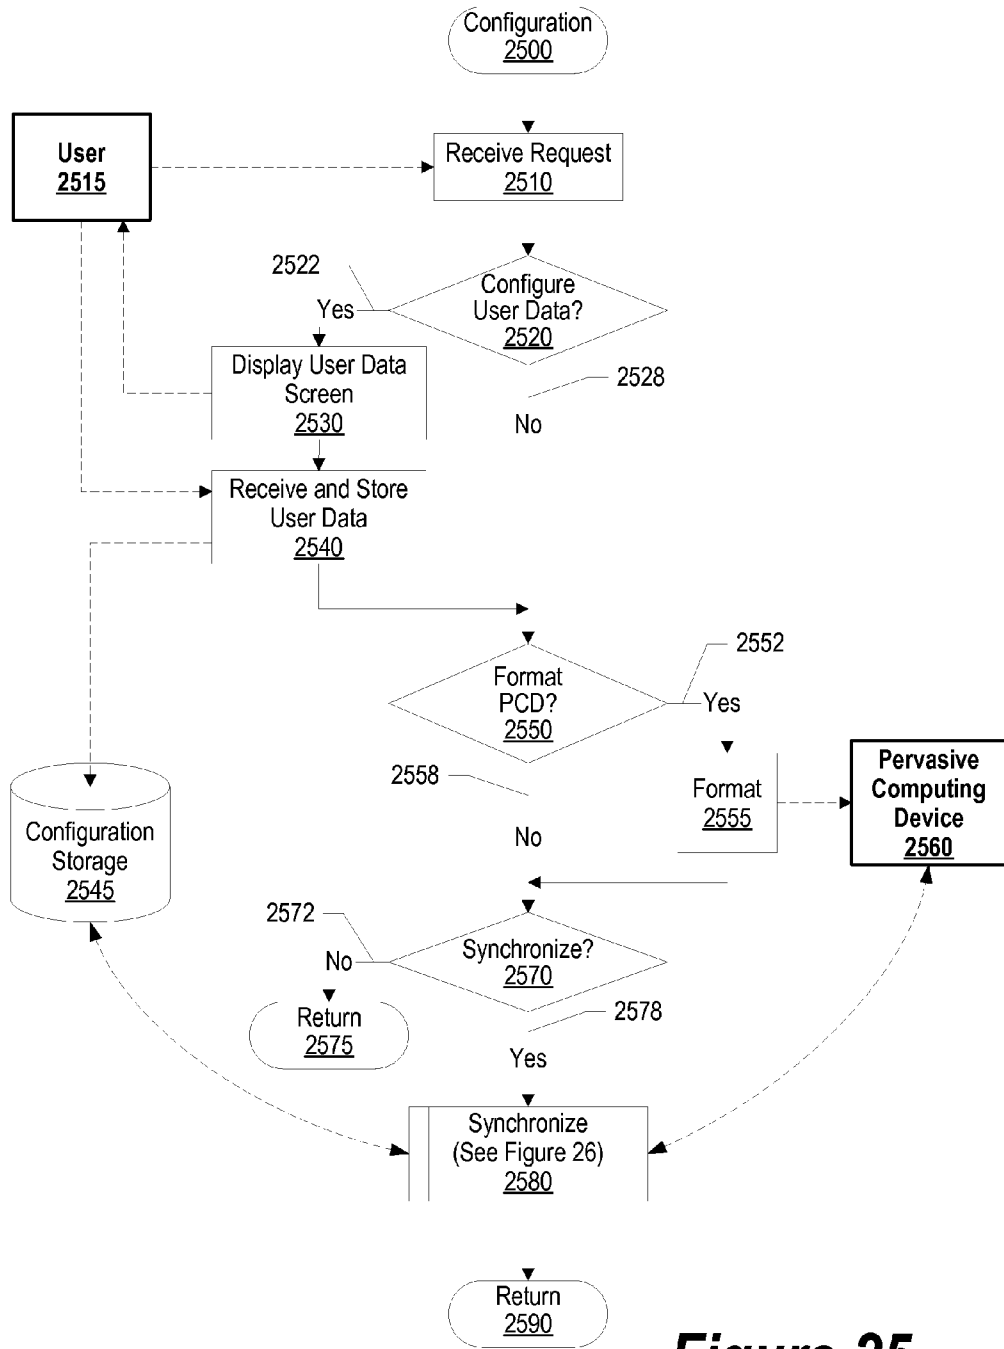 Configuration
2500
User
2515
Receive Request
2510
2522
Configure
User Data?
2520
Yes
2528
No
Display User Data
Screen
2530
Receive and Store
User Data
2540
2552
Format
PCD?
2550
Yes
2558
No
Format
2555
Pervasive
Computing
Device
2560
Configuration
Storage
2545
2572
Synchronize?
2570
No
2578
Yes
Return
2575
Synchronize
(See Figure 26)
2580
Return
2590
Figure 25